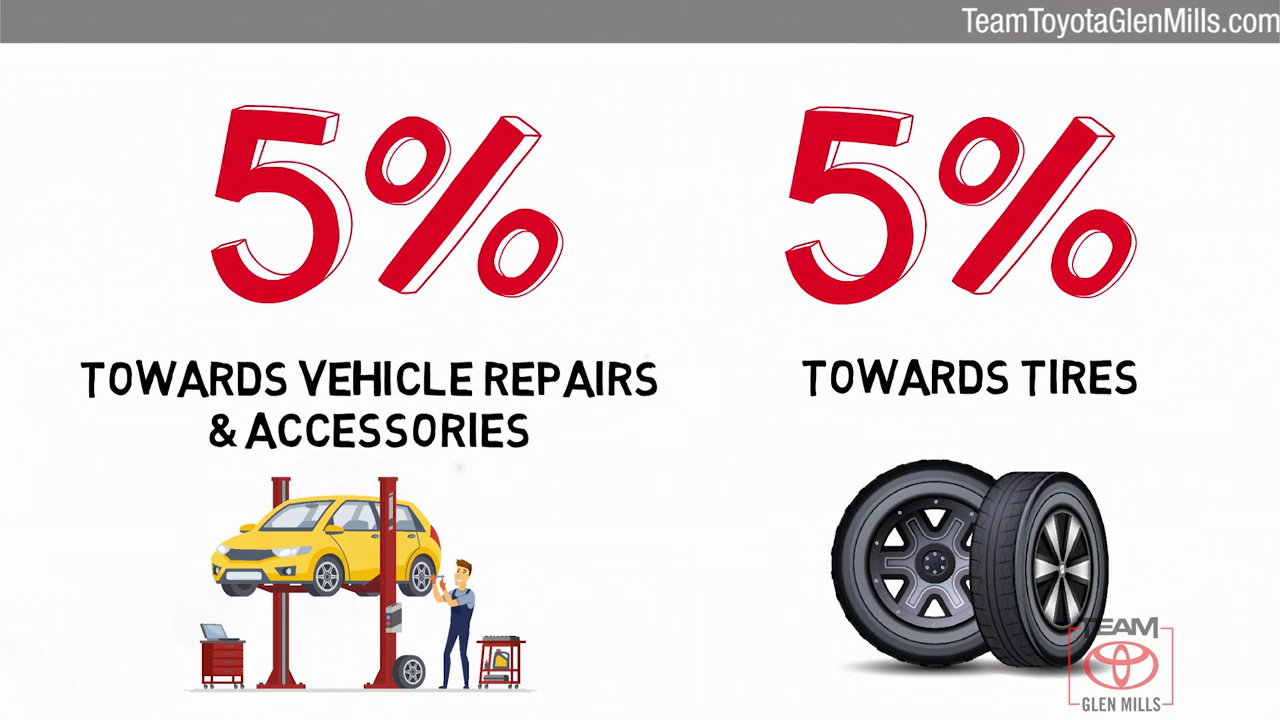 TeamToyotaGlenMills.com
5%
5%
TOWARDS VEHICLE REPAIRS
& ACCESSORIES
TOWARDS TIRES
TEAM
GLEN MILLS